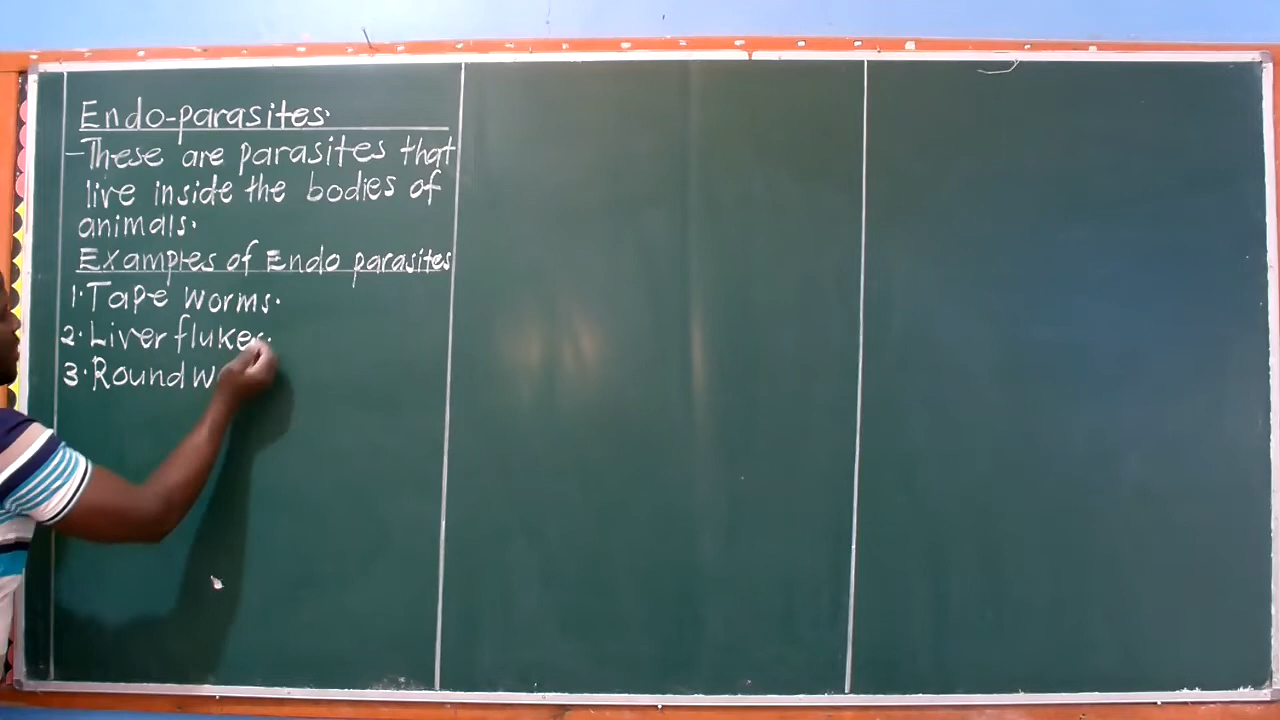 Endo-parasites.
-These are parasites that
live inside the bodies of
animals.
Examples of Endo parasites
1. Tape worms.
2. Liver flukes.
3. Round w